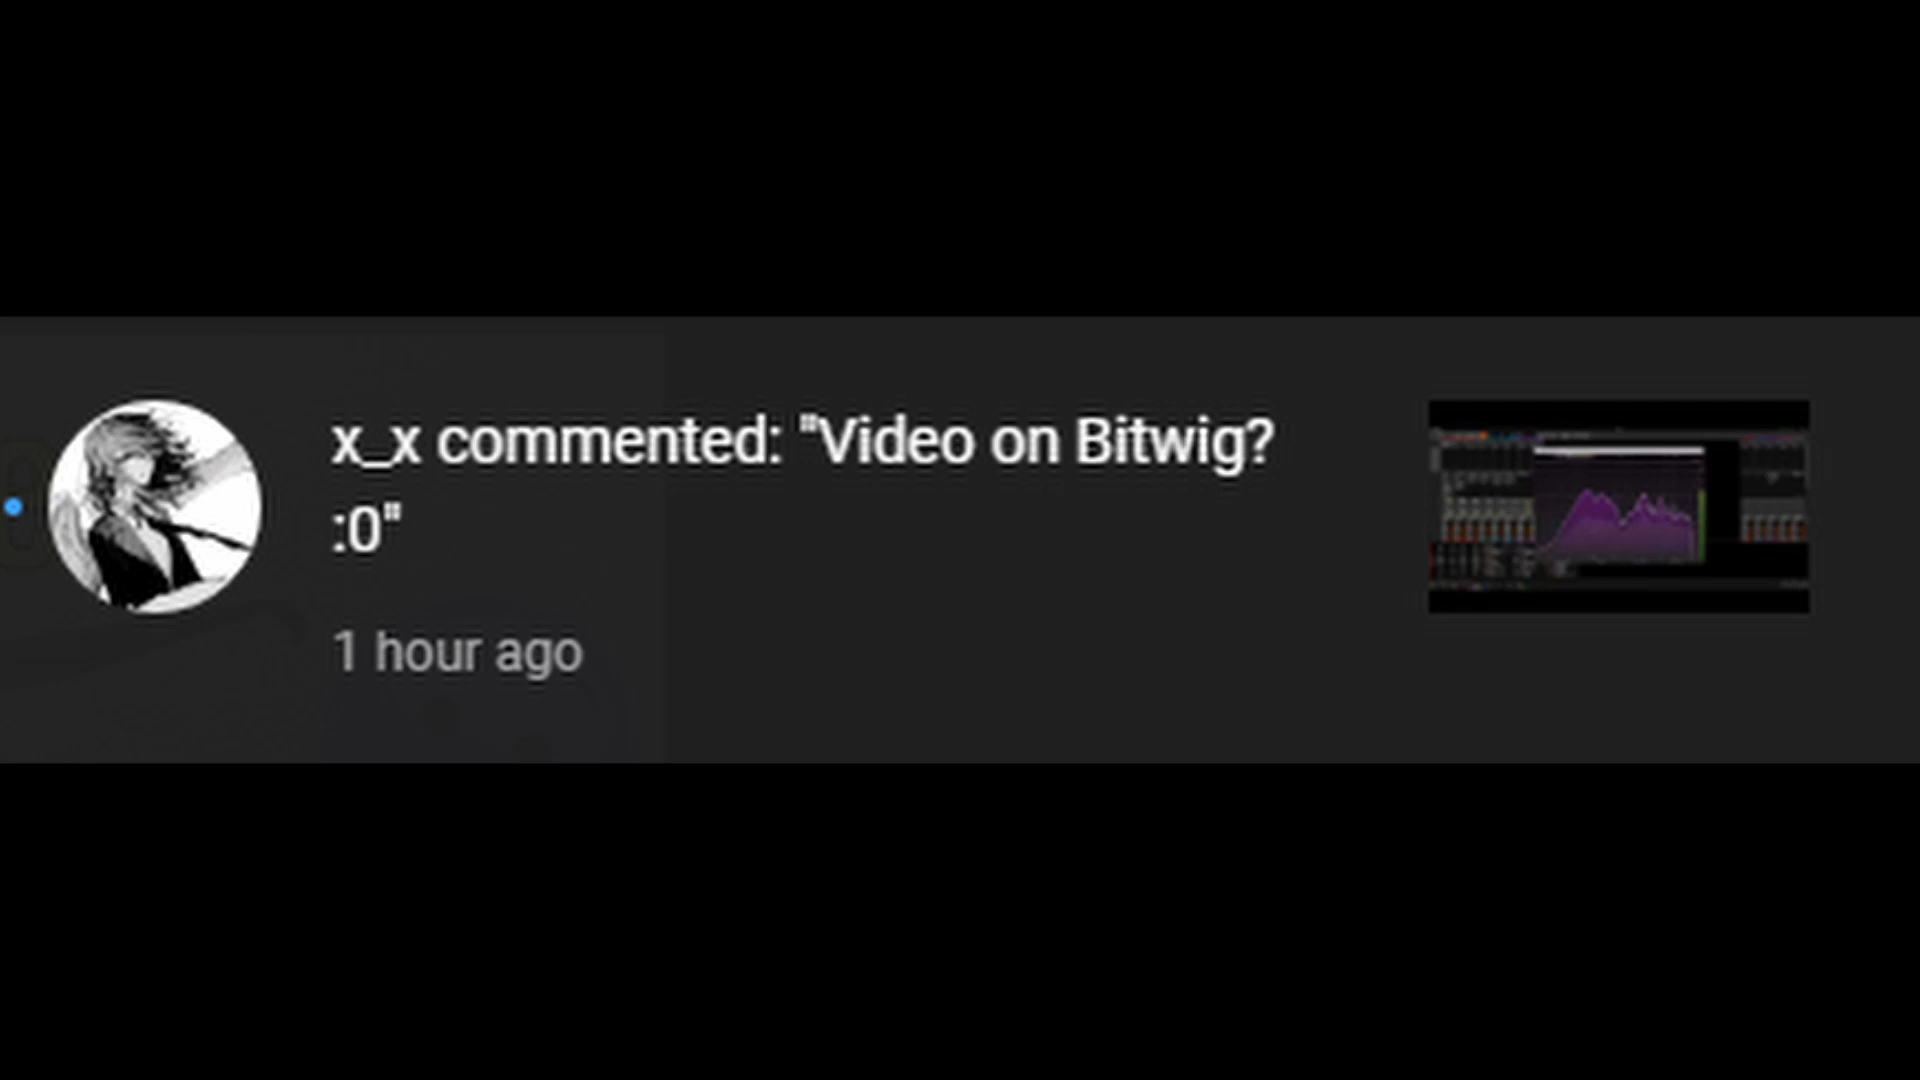 x_x commented: "Video on Bitwig?
:0"
1 hour ago